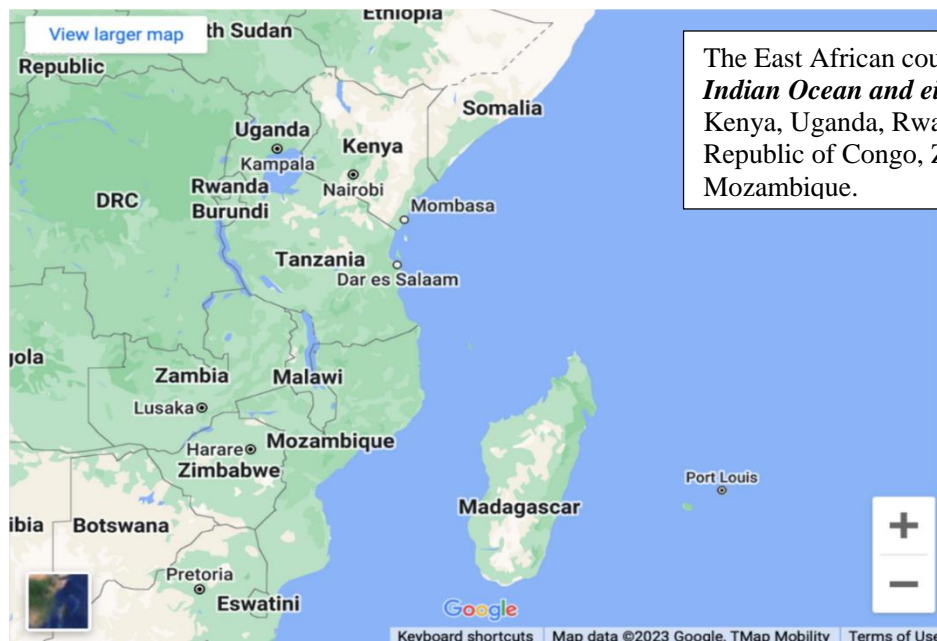 Ethiopia
View larger map
th Sudan
Republic
Somalia
Uganda
Kampala
Kenya
Nairobi
Rwanda
Burundi
DRC
Mombasa
Tanzania
Dar es Salaam
gola
Zambia
Malawi
Lusaka
Mozambique
Harare
Zimbabwe
Port Louis
Madagascar
ibia
Botswana
Pretoria
Eswatini
Google
Keyboard shortcuts Map data ©2023 Google, TMap Mobility Terms of Use
The East African cou
Indian Ocean and ei
Kenya, Uganda, Rwa
Republic of Congo, Z
Mozambique.
+
−